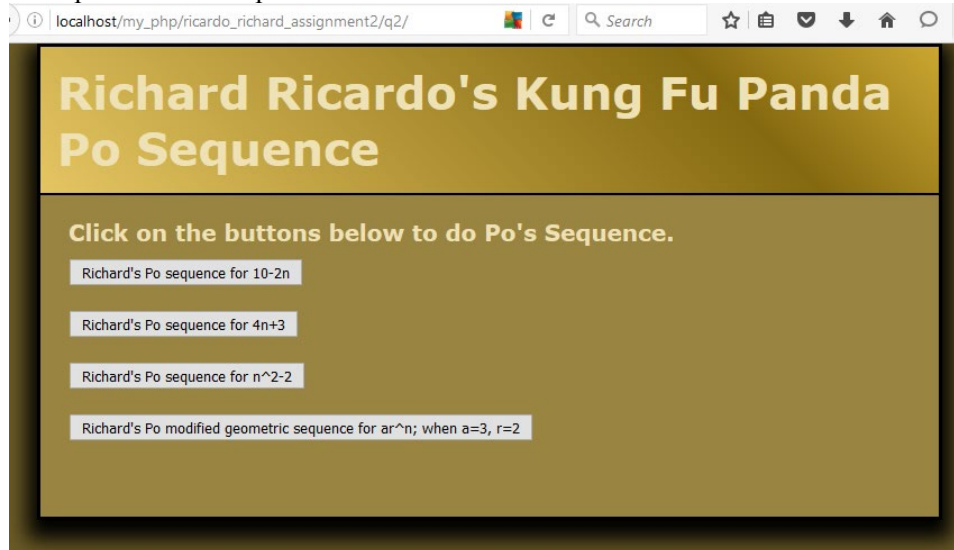 localhost/my_php/ricardo_richard_assignment2/q2/
Search
Richard Ricardo's Kung Fu Panda
Po Sequence
Click on the buttons below to do Po's Sequence.
Richard's Po sequence for 10-2n
Richard's Po sequence for 4n+3
Richard's Po sequence for n^2-2
Richard's Po modified geometric sequence for ar^n; when a=3, r=2